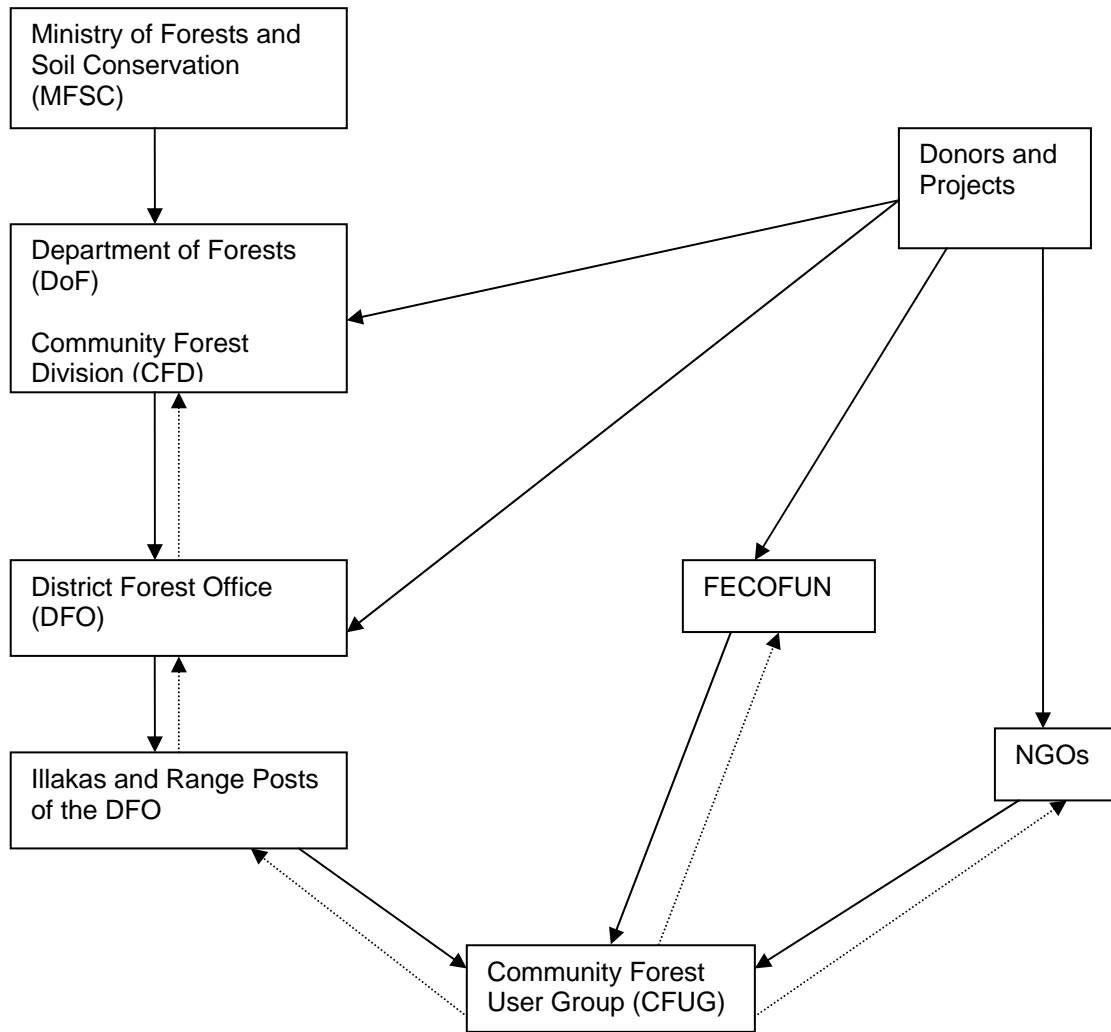 Ministry of Forests and
Soil Conservation
(MFSC)
Donors and
Projects
Department of Forests
(DoF)
Community Forest
Division (CFD)
District Forest Office
(DFO)
FECOFUN
NGOs
Illakas and Range Posts
of the DFO
Community Forest
User Group (CFUG)